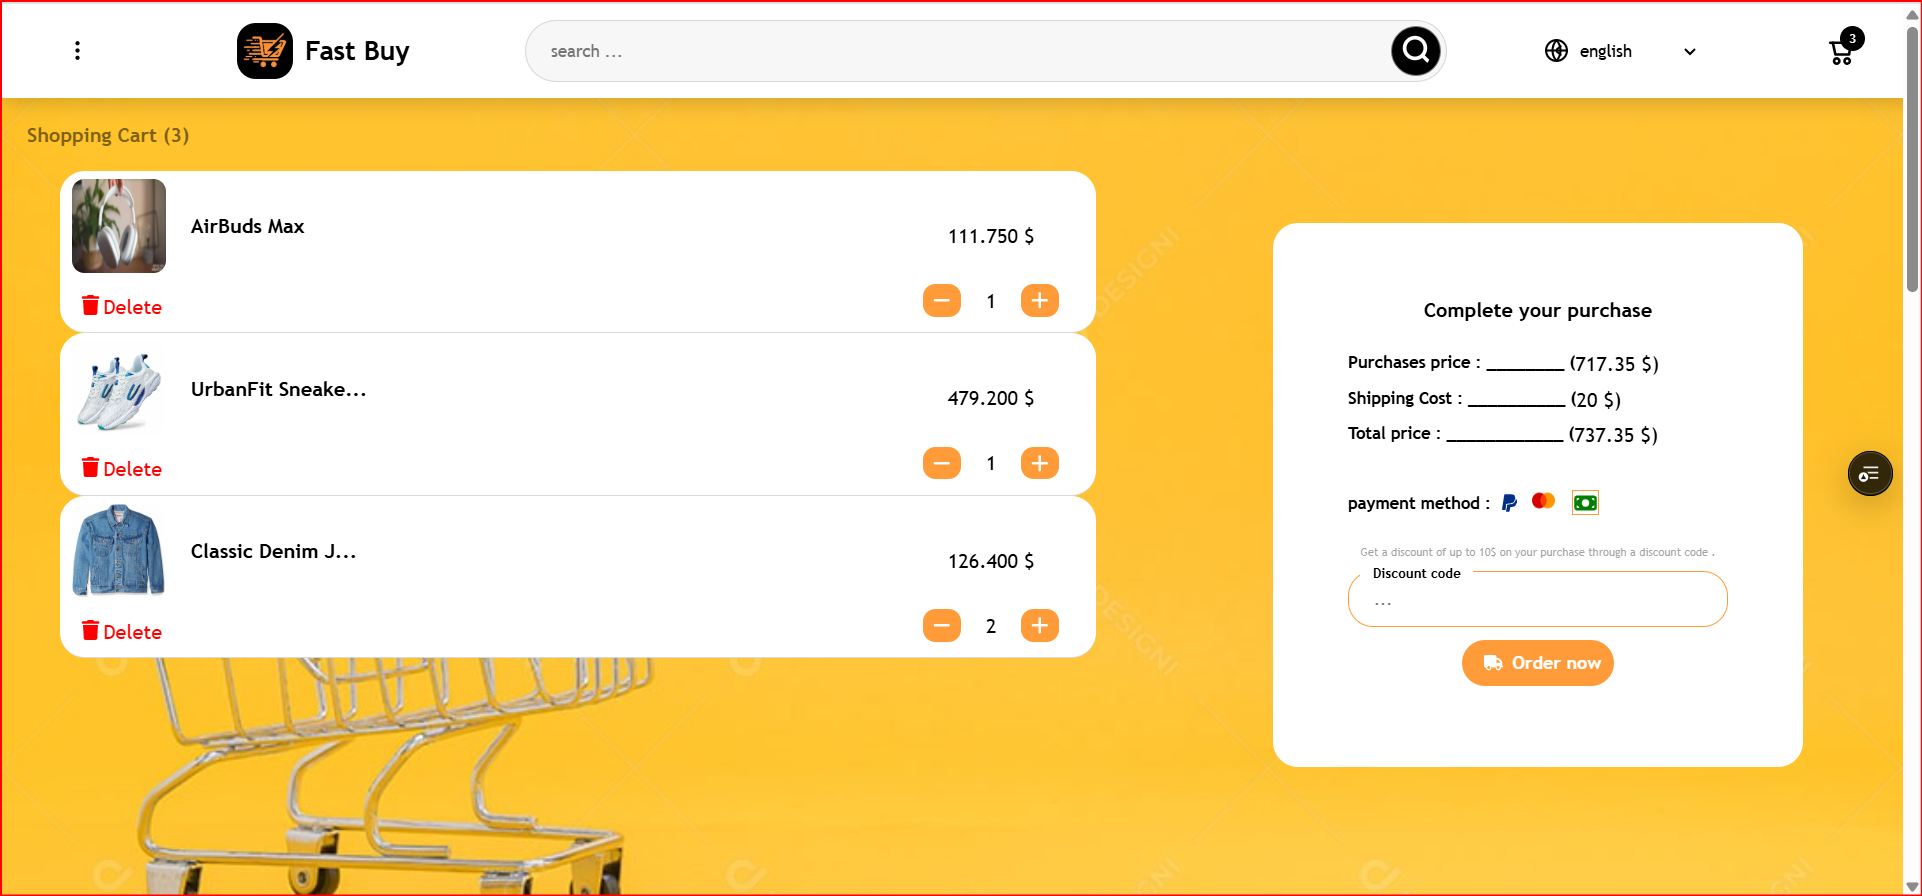 Fast Buy
search ...
english
3
Shopping Cart (3)
AirBuds Max
111.750 $
Delete
1
UrbanFit Sneake...
479.200 $
Delete
1
Classic Denim J...
126.400 $
Delete
2
Complete your purchase
Purchases price : ________ (717.35 $)
Shipping Cost : __________ (20 $)
Total price : ____________ (737.35 $)
payment method :
Get a discount of up to 10$ on your purchase through a discount code .
Discount code
...
Order now
DESIGNI
DESIGNI